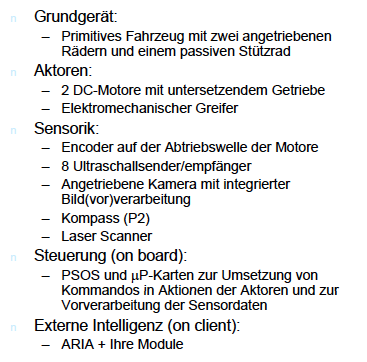 n Grundgerät:
– Primitives Fahrzeug mit zwei angetriebenen
Rädern und einem passiven Stützrad
n Aktoren:
– 2 DC-Motore mit untersetzendem Getriebe
– Elektromechanischer Greifer
n Sensorik:
– Encoder auf der Abtriebswelle der Motore
– 8 Ultraschallsender/empfänger
– Angetriebene Kamera mit integrierter
Bild(vor)verarbeitung
– Kompass (P2)
– Laser Scanner
n Steuerung (on board):
– PSOS und µP-Karten zur Umsetzung von
Kommandos in Aktionen der Aktoren und zur
Vorverarbeitung der Sensordaten
n Externe Intelligenz (on client):
– ARIA + Ihre Module